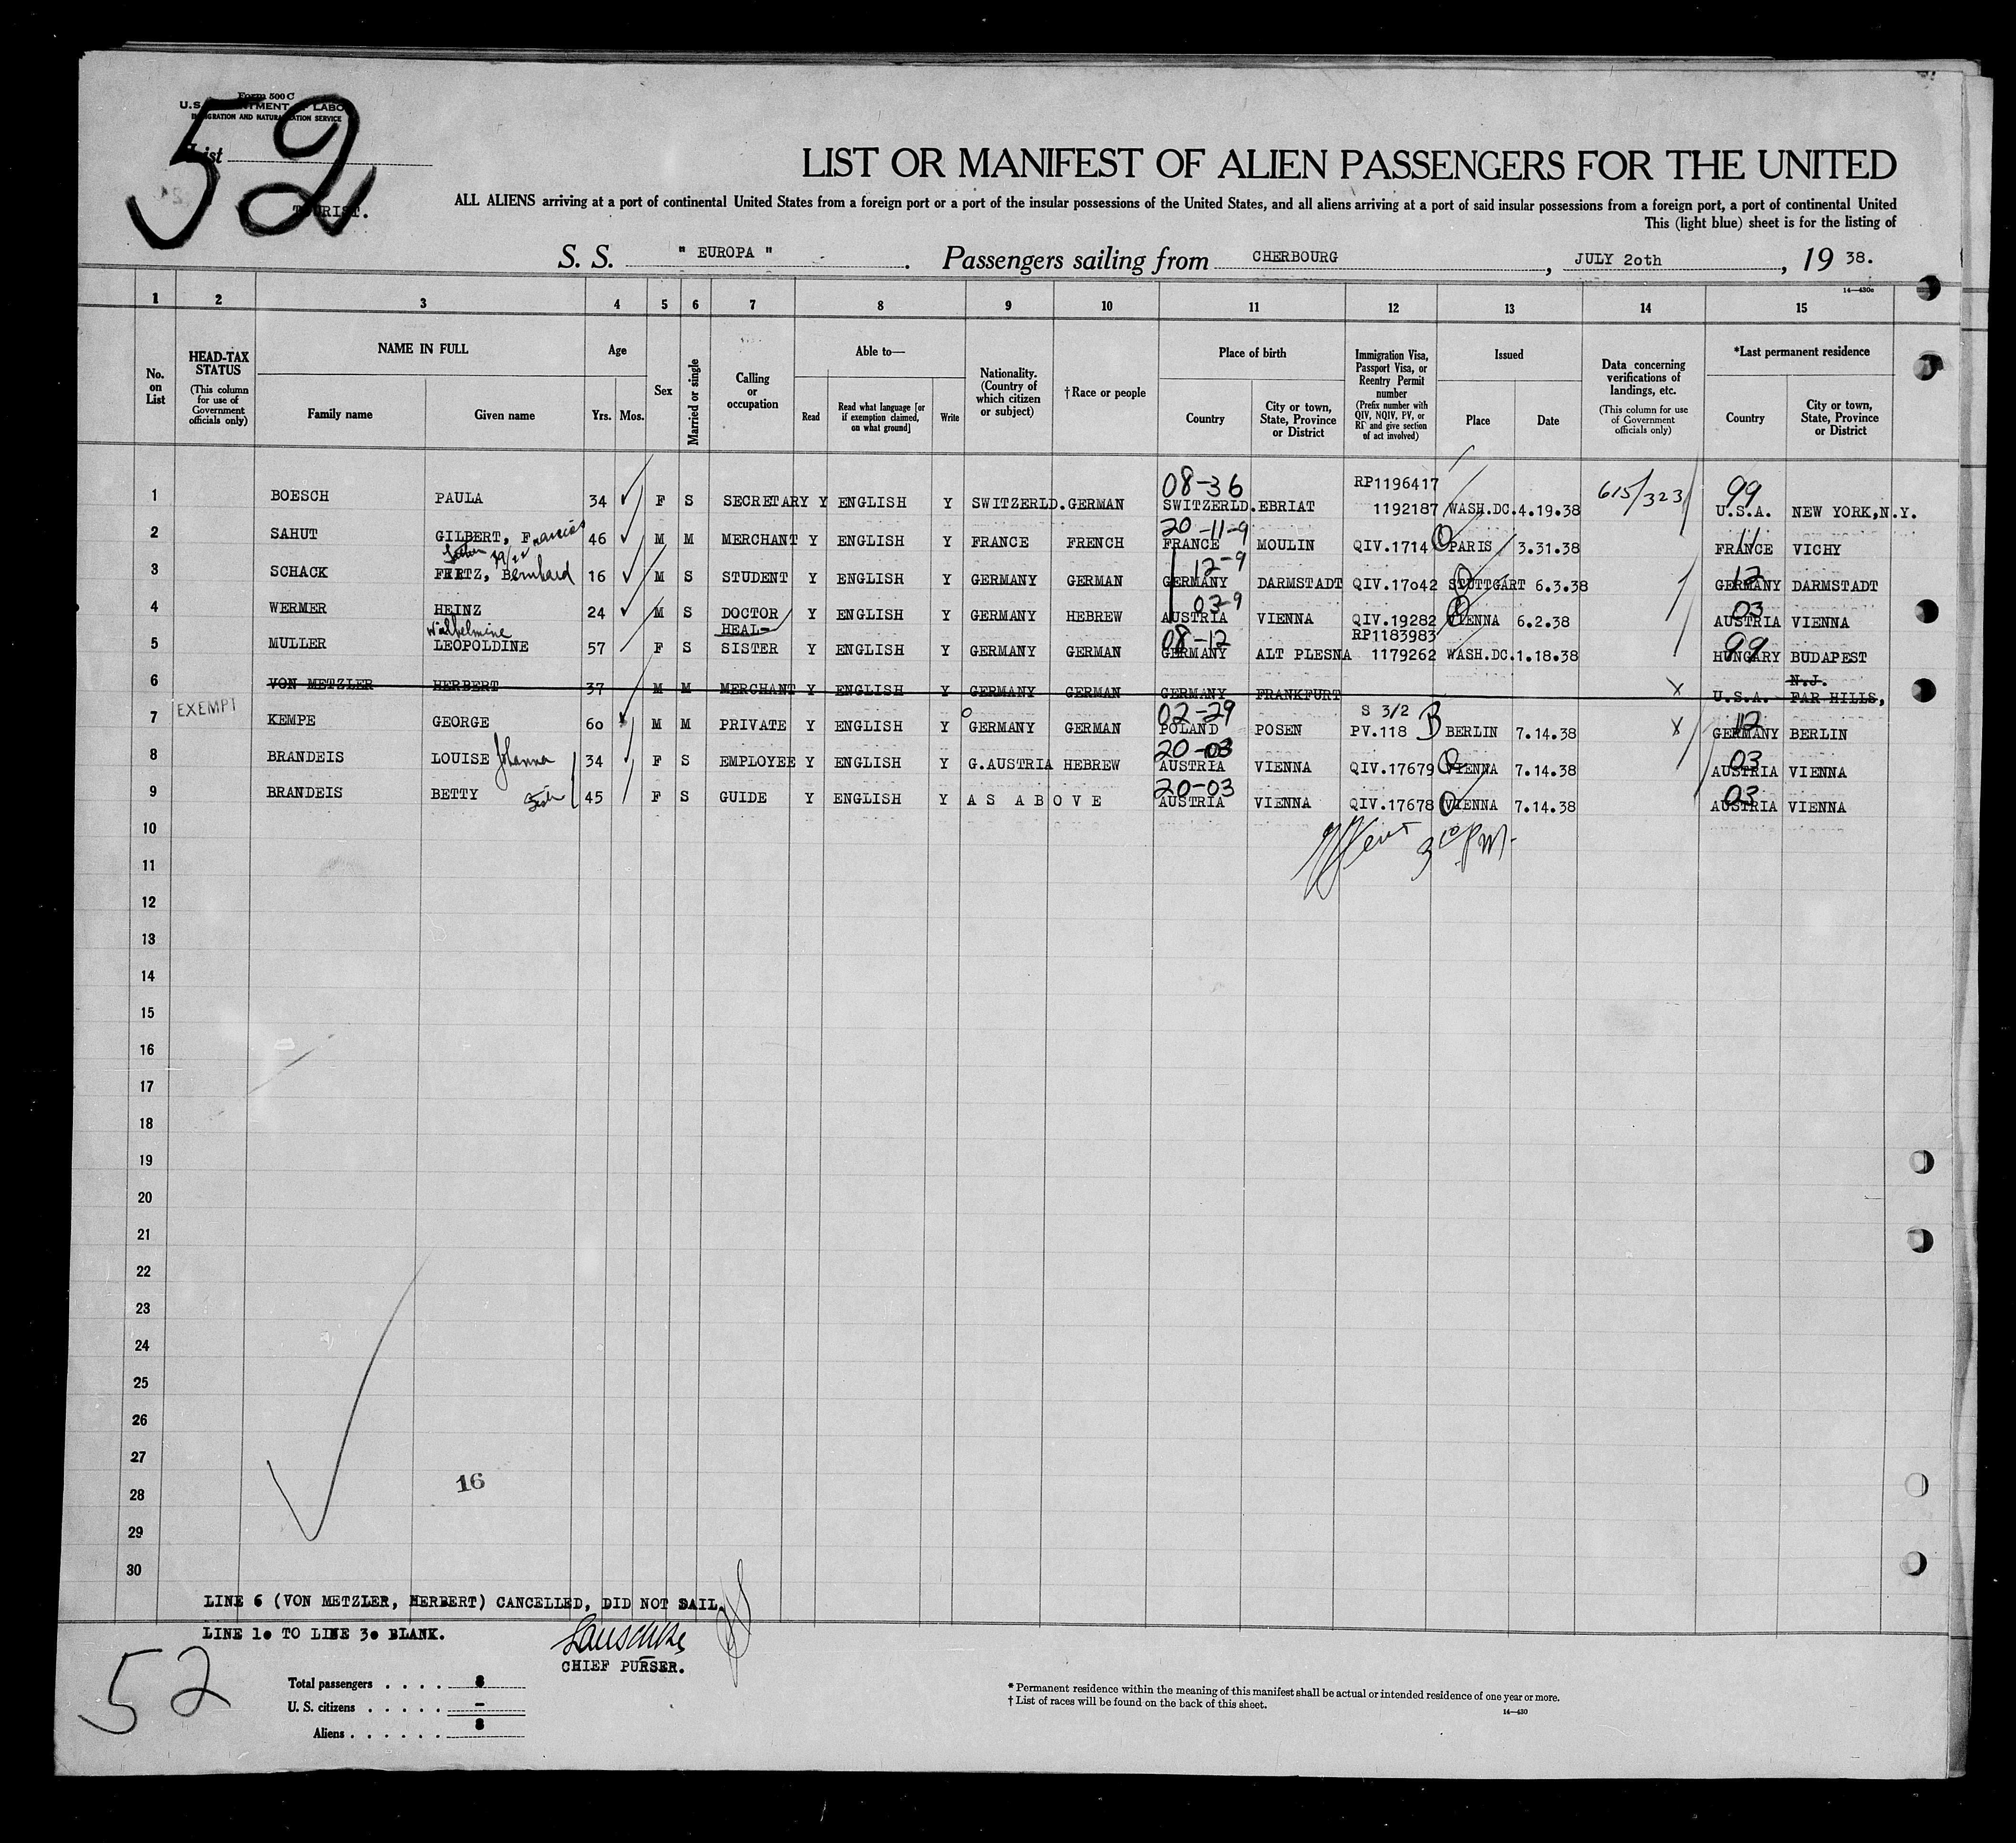 Form 500 C
U.S. DEPARTMENT OF LABOR
IMMIGRATION AND NATURALIZATION SERVICE
List
52
TOURIST.
LIST OR MANIFEST OF ALIEN PASSENGERS FOR THE UNITED
ALL ALIENS arriving at a port of continental United States from a foreign port or a port of the insular possessions of the United States, and all aliens arriving at a port of said insular possessions from a foreign port, a port of continental United
This (light blue) sheet is for the listing of
S. S. " EUROPA ". Passengers sailing from CHERBOURG, JULY 20th, 19 38.
14—430c
1 2 3 4 5 6 7 8 9 10 11 12 13 14 15
No. on List
HEAD-TAX STATUS (This column for use of Government officials only)
NAME IN FULL
Family name Given name
Age
Yrs. Mos.
Sex
Married or single
Calling or occupation
Able to—
Read Read what language [or if exemption claimed, on what ground] Write
Nationality. (Country of which citizen or subject)
†Race or people
Place of birth
Country City or town, State, Province or District
Immigration Visa, Passport Visa, or Reentry Permit number (Prefix number with QIV, NQIV, PV, or RP and give section of act involved)
Issued
Place Date
Data concerning verifications of landings, etc. (This column for use of Government officials only)
*Last permanent residence
Country City or town, State, Province or District
08-36 RP1196417 615/323 99
1 BOESCH PAULA 34 F S SECRETARY Y ENGLISH Y SWITZERLD. GERMAN SWITZERLD. EBRIAT 1192187 WASH.DC. 4.19.38 U.S.A. NEW YORK,N.Y.
20-11-9 11
2 SAHUT GILBERT, Francois 46 M M MERCHANT Y ENGLISH Y FRANCE FRENCH FRANCE MOULIN QIV.1714 PARIS 3.31.38 FRANCE VICHY
12-9 12
3 SCHACK FRITZ, Bernhard 16 M S STUDENT Y ENGLISH Y GERMANY GERMAN GERMANY DARMSTADT QIV.17042 STUTTGART 6.3.38 GERMANY DARMSTADT
03-9 03
4 WERMER HEINZ 24 M S DOCTOR Y ENGLISH Y GERMANY HEBREW AUSTRIA VIENNA QIV.19282 VIENNA 6.2.38 AUSTRIA VIENNA
Wilhelmine HEAL- 08-12 RP1183983 99
5 MULLER LEOPOLDINE 57 F S SISTER Y ENGLISH Y GERMANY GERMAN GERMANY ALT PLESNA 1179262 WASH.DC. 1.18.38 HUNGARY BUDAPEST
N.J.
6 VON METZLER HERBERT 37 M M MERCHANT Y ENGLISH Y GERMANY GERMAN GERMANY FRANKFURT X U.S.A. FAR HILLS,
EXEMPT 02-29 S 3/2 12
7 KEMPE GEORGE 60 M M PRIVATE Y ENGLISH Y GERMANY GERMAN POLAND POSEN PV.118 B BERLIN 7.14.38 X GERMANY BERLIN
20-03 03
8 BRANDEIS LOUISE Johanna 34 F S EMPLOYEE Y ENGLISH Y G.AUSTRIA HEBREW AUSTRIA VIENNA QIV.17679 VIENNA 7.14.38 AUSTRIA VIENNA
20-03 03
9 BRANDEIS BETTY 45 F S GUIDE Y ENGLISH Y AS ABOVE AUSTRIA VIENNA QIV.17678 VIENNA 7.14.38 AUSTRIA VIENNA
10
11
12
13
14
15
16
17
18
19
20
21
22
23
24
25
26
27
28
16
29
30
LINE 6 (VON METZLER, HERBERT) CANCELLED, DID NOT SAIL.
LINE 10 TO LINE 30 BLANK.
CHIEF PURSER.
52
Total passengers . . . . 8
U. S. citizens . . . . . –
Aliens . . . . . . 8
* Permanent residence within the meaning of this manifest shall be actual or intended residence of one year or more.
† List of races will be found on the back of this sheet.
14—430